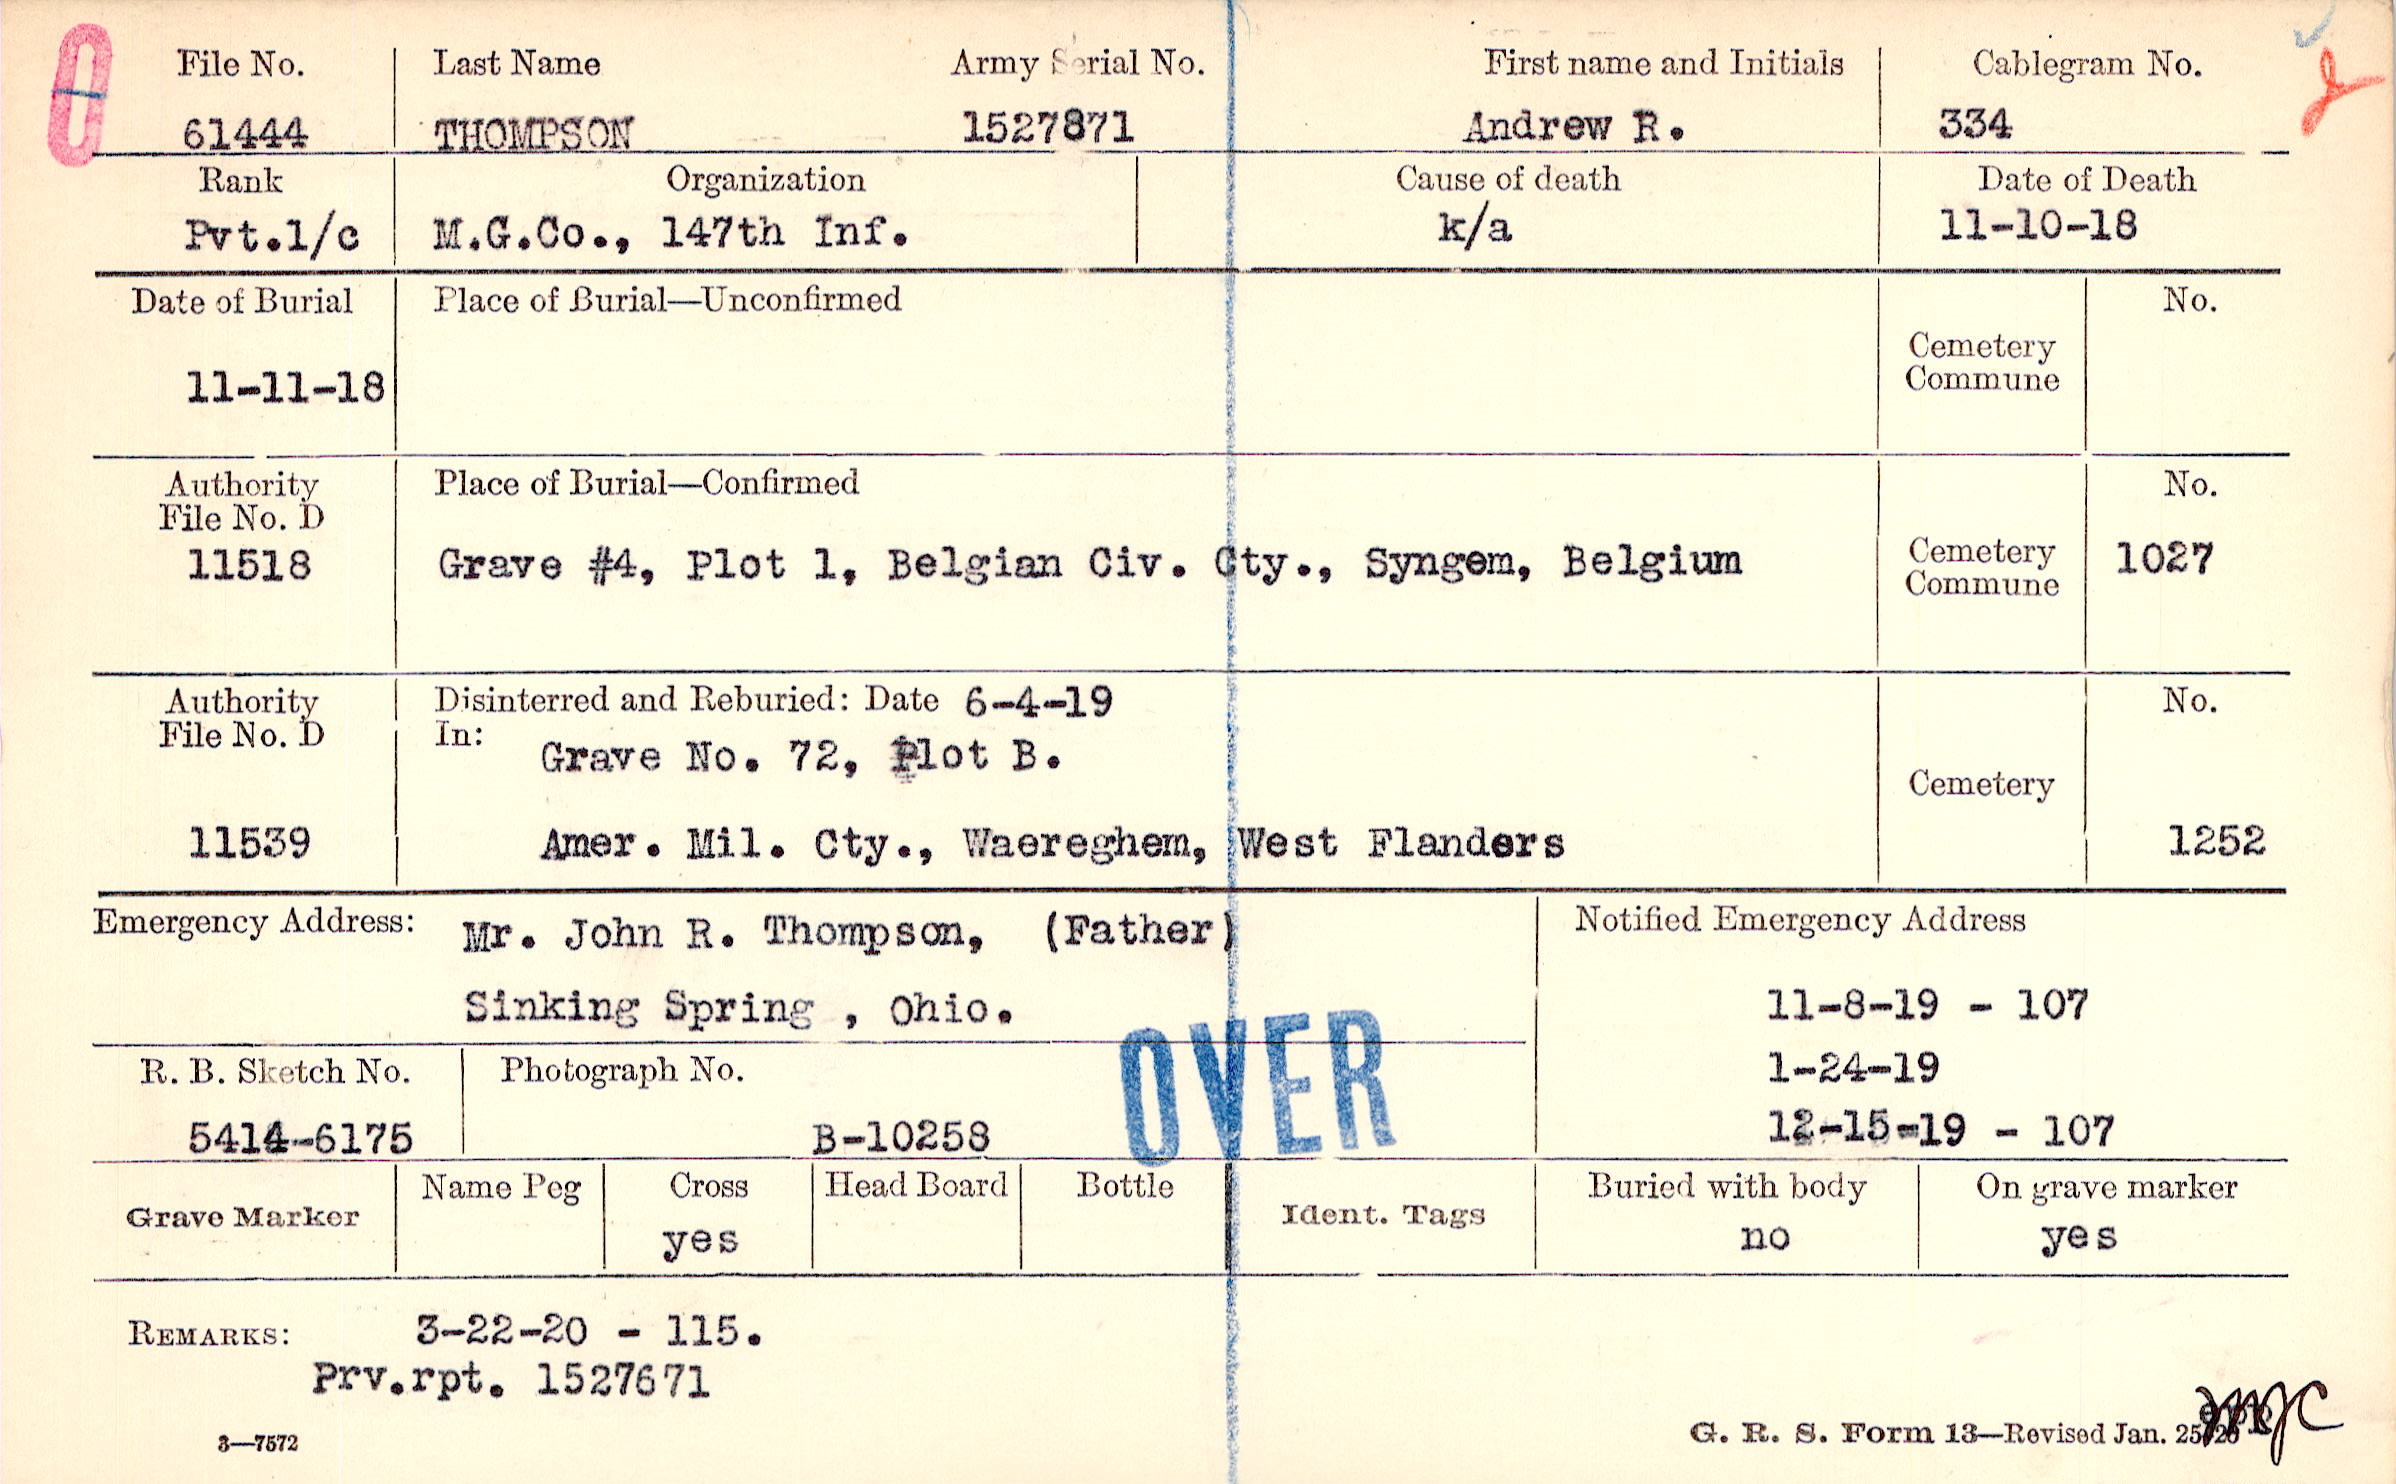 0
File No. Last Name Army Serial No. First name and Initials Cablegram No.
61444 THOMPSON 1527871 Andrew R. 334
Rank Organization Cause of death Date of Death
Pvt.1/c M.G.Co., 147th Inf. k/a 11-10-18
Date of Burial Place of Burial—Unconfirmed No.
Cemetery
Commune
11-11-18
Authority Place of Burial—Confirmed No.
File No. D
11518 Grave #4, Plot 1, Belgian Civ. Cty., Syngem, Belgium Cemetery 1027
Commune
Authority Disinterred and Reburied: Date 6-4-19 No.
File No. D In:
Grave No. 72, Plot B.
Cemetery
11539 Amer. Mil. Cty., Waereghem, West Flanders 1252
Emergency Address: Mr. John R. Thompson, (Father) Notified Emergency Address
Sinking Spring , Ohio. 11-8-19 - 107
OVER
R. B. Sketch No. Photograph No. 1-24-19
5414-6175 B-10258 12-15-19 - 107
Grave Marker Name Peg Cross Head Board Bottle Ident. Tags Buried with body On grave marker
yes no yes
REMARKS: 3-22-20 - 115.
Prv.rpt. 1527671
3—7572 G. R. S. Form 13—Revised Jan.